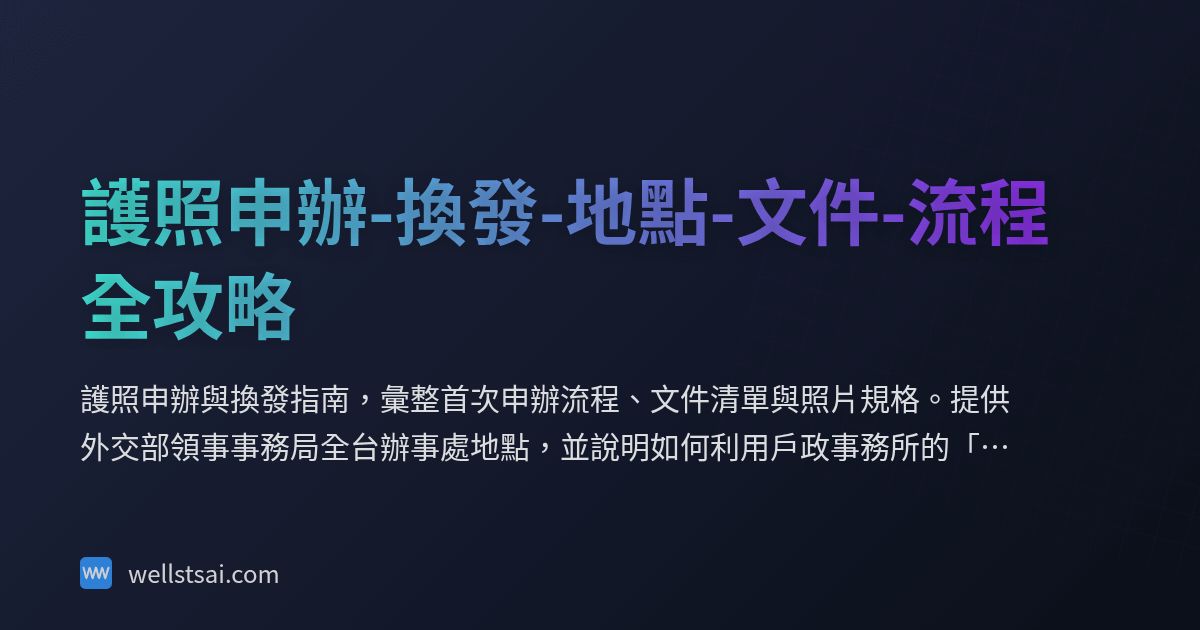 護照申辦-換發-地點-文件-流程
全攻略
護照申辦與換發指南，彙整首次申辦流程、文件清單與照片規格。提供
外交部領事事務局全台辦事處地點，並說明如何利用戶政事務所的「…
wellstsai.com